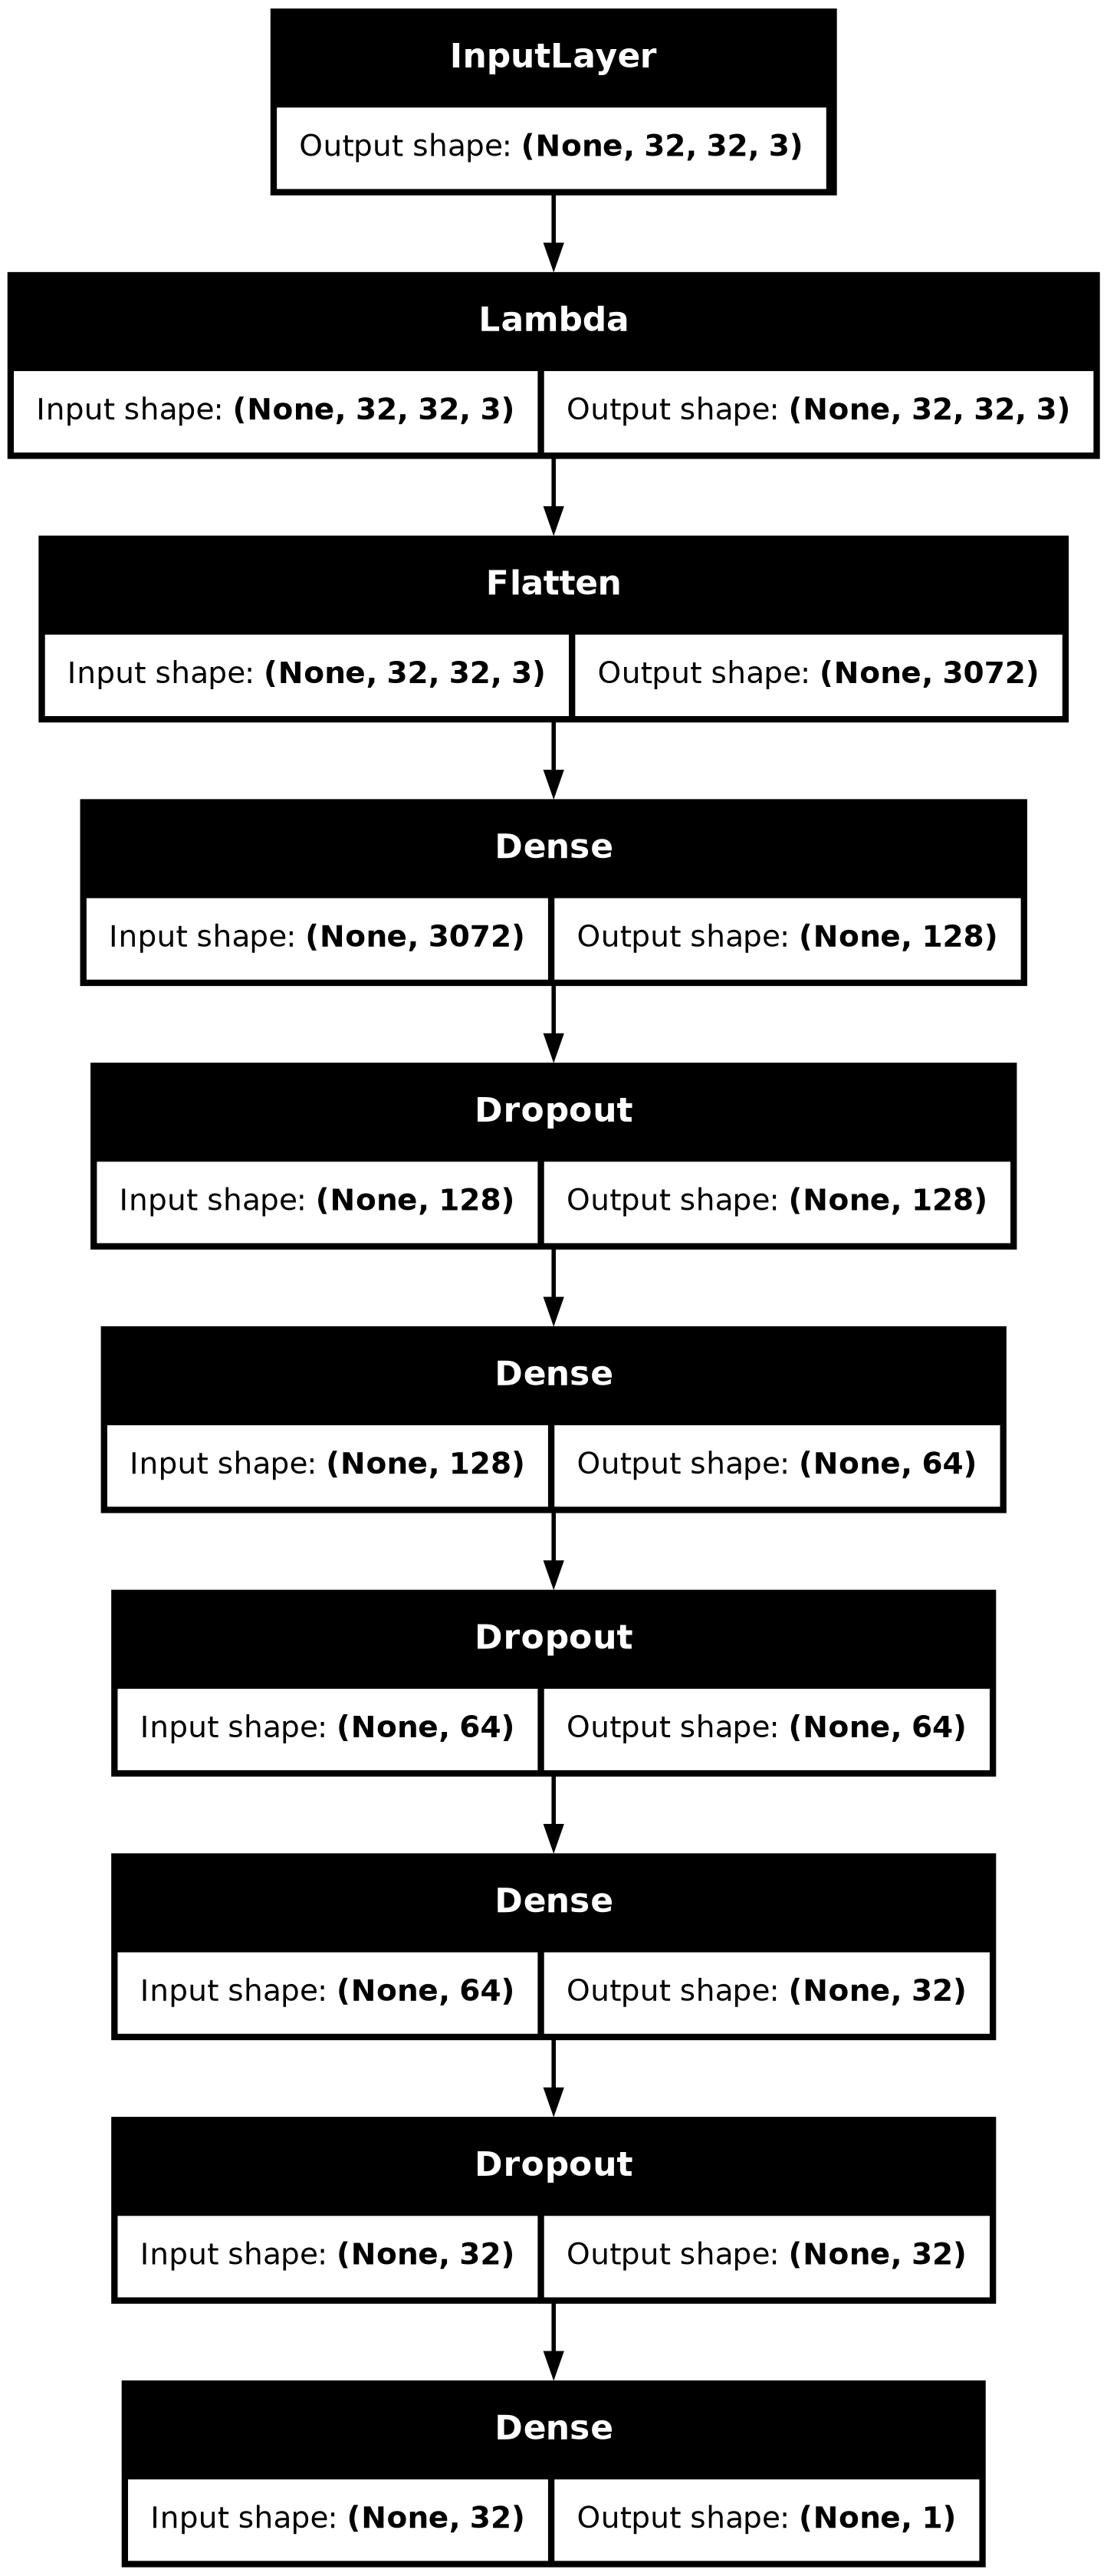 InputLayer
Output shape: (None, 32, 32, 3)
Lambda
Input shape: (None, 32, 32, 3) Output shape: (None, 32, 32, 3)
Flatten
Input shape: (None, 32, 32, 3) Output shape: (None, 3072)
Dense
Input shape: (None, 3072) Output shape: (None, 128)
Dropout
Input shape: (None, 128) Output shape: (None, 128)
Dense
Input shape: (None, 128) Output shape: (None, 64)
Dropout
Input shape: (None, 64) Output shape: (None, 64)
Dense
Input shape: (None, 64) Output shape: (None, 32)
Dropout
Input shape: (None, 32) Output shape: (None, 32)
Dense
Input shape: (None, 32) Output shape: (None, 1)